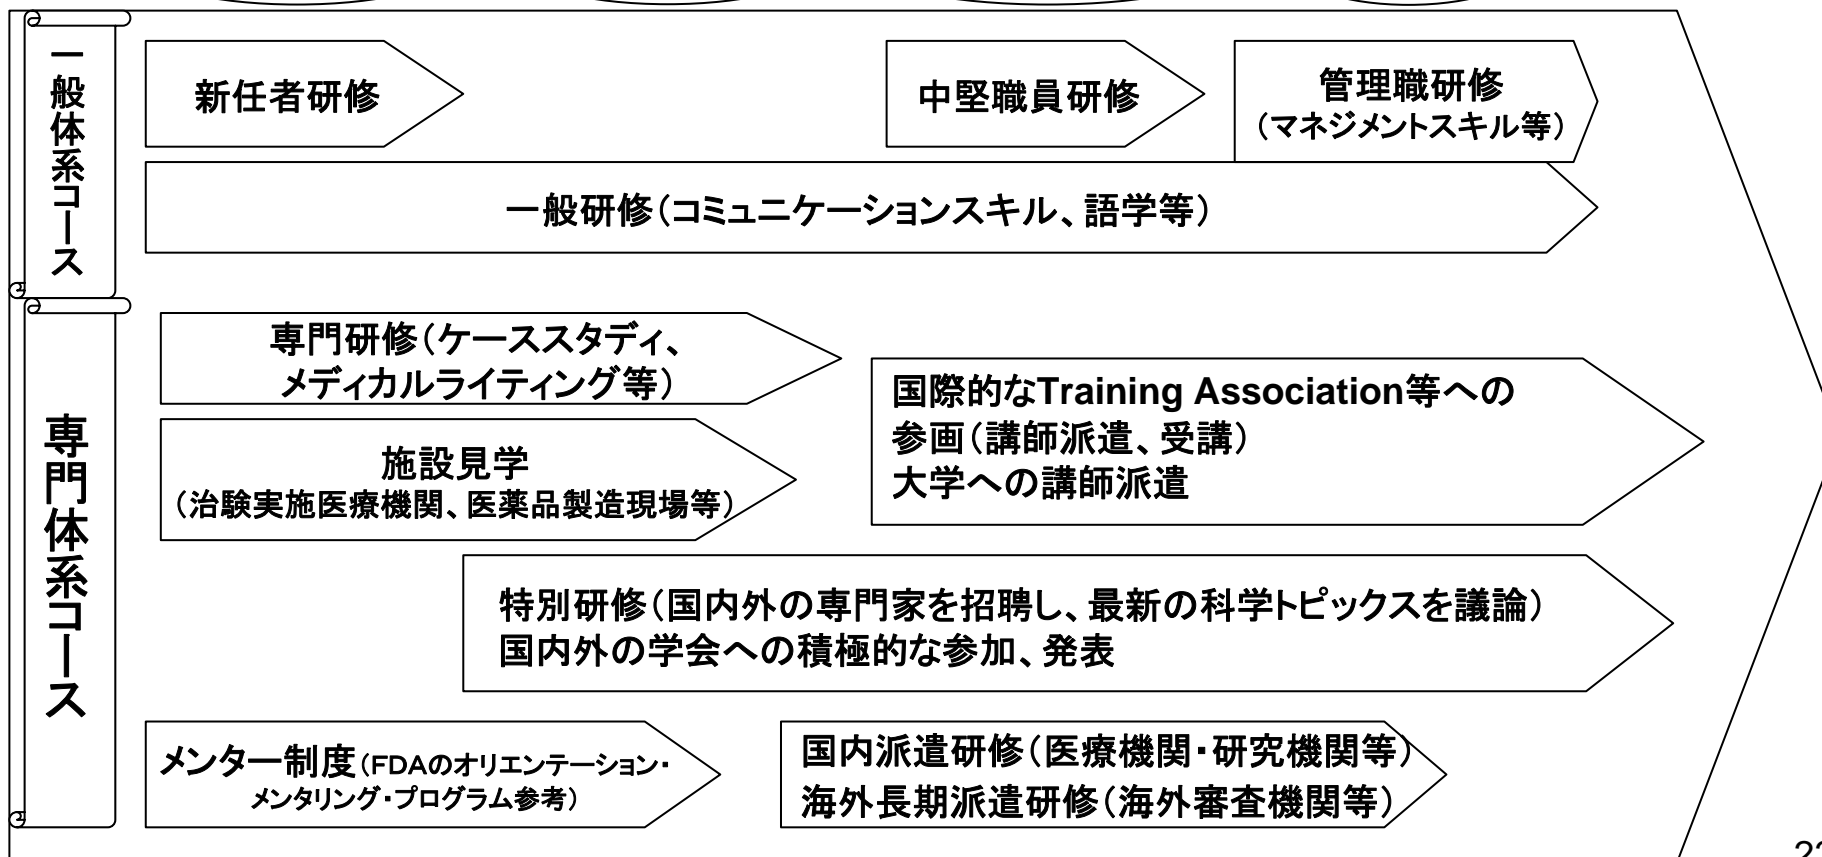 一般体系コース
新任者研修
中堅職員研修
管理職研修
（マネジメントスキル等）
一般研修（コミュニケーションスキル、語学等）
専門体系コース
専門研修（ケーススタディ、
メディカルライティング等）
施設見学
（治験実施医療機関、医薬品製造現場等）
国際的なTraining Association等への
参画（講師派遣、受講）
大学への講師派遣
特別研修（国内外の専門家を招聘し、最新の科学トピックスを議論）
国内外の学会への積極的な参加、発表
メンター制度（FDAのオリエンテーション・
メンタリング・プログラム参考）
国内派遣研修（医療機関・研究機関等）
海外長期派遣研修（海外審査機関等）